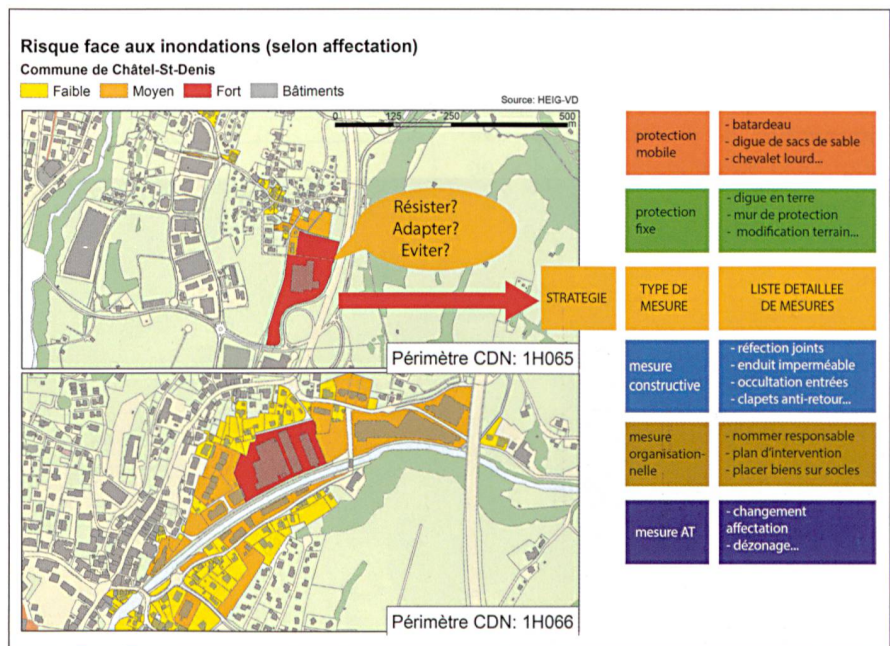 Risque face aux inondations (selon affectation)
Commune de Châtel-St-Denis
Faible Moyen Fort Bâtiments
Source: HEIG-VD
0 125 250 500
m
Résister?
Adapter?
Eviter?
Périmètre CDN: 1H065
Périmètre CDN: 1H066
STRATEGIE
protection
mobile
- batardeau
- digue de sacs de sable
- chevalet lourd...
protection
fixe
- digue en terre
- mur de protection
- modification terrain...
TYPE DE
MESURE
LISTE DETAILLEE
DE MESURES
mesure
constructive
- réfection joints
- enduit imperméable
- occultation entrées
- clapets anti-retour...
mesure
organisation-
nelle
- nommer responsable
- plan d'intervention
- placer biens sur socles
mesure AT
- changement
affectation
- dézonage...